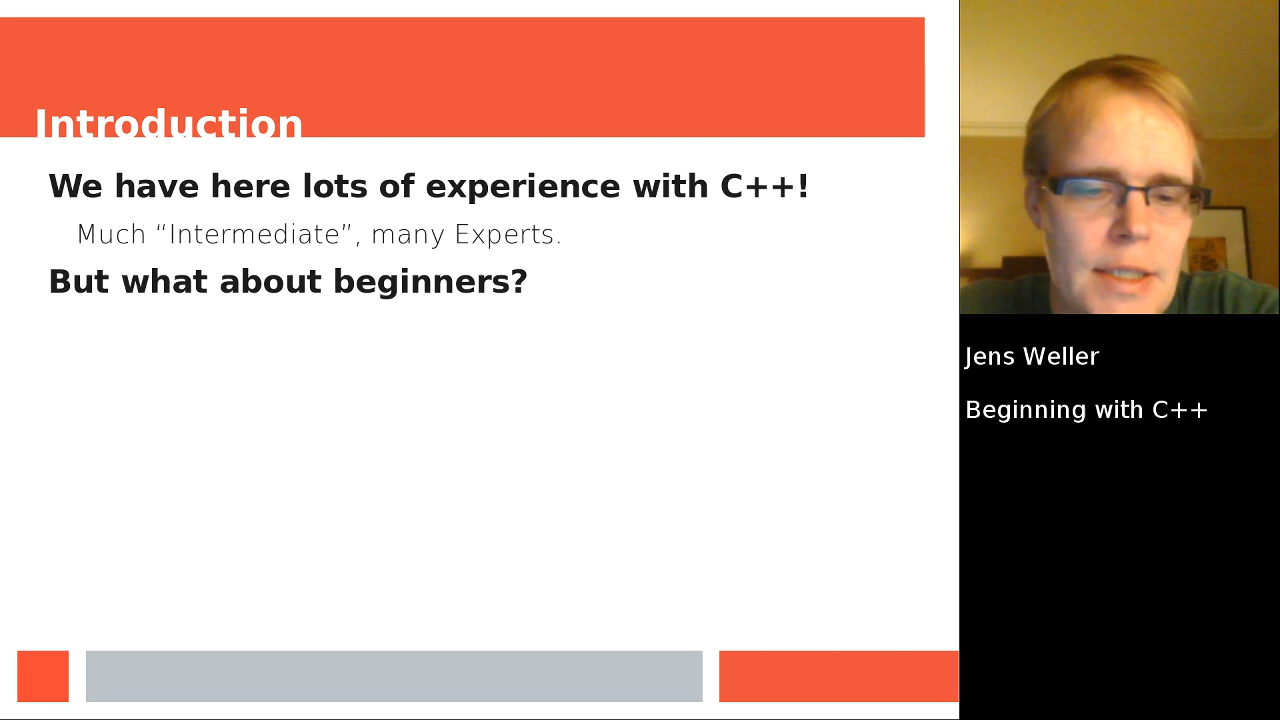 Introduction
We have here lots of experience with C++!
Much “Intermediate”, many Experts.
But what about beginners?
Jens Weller
Beginning with C++